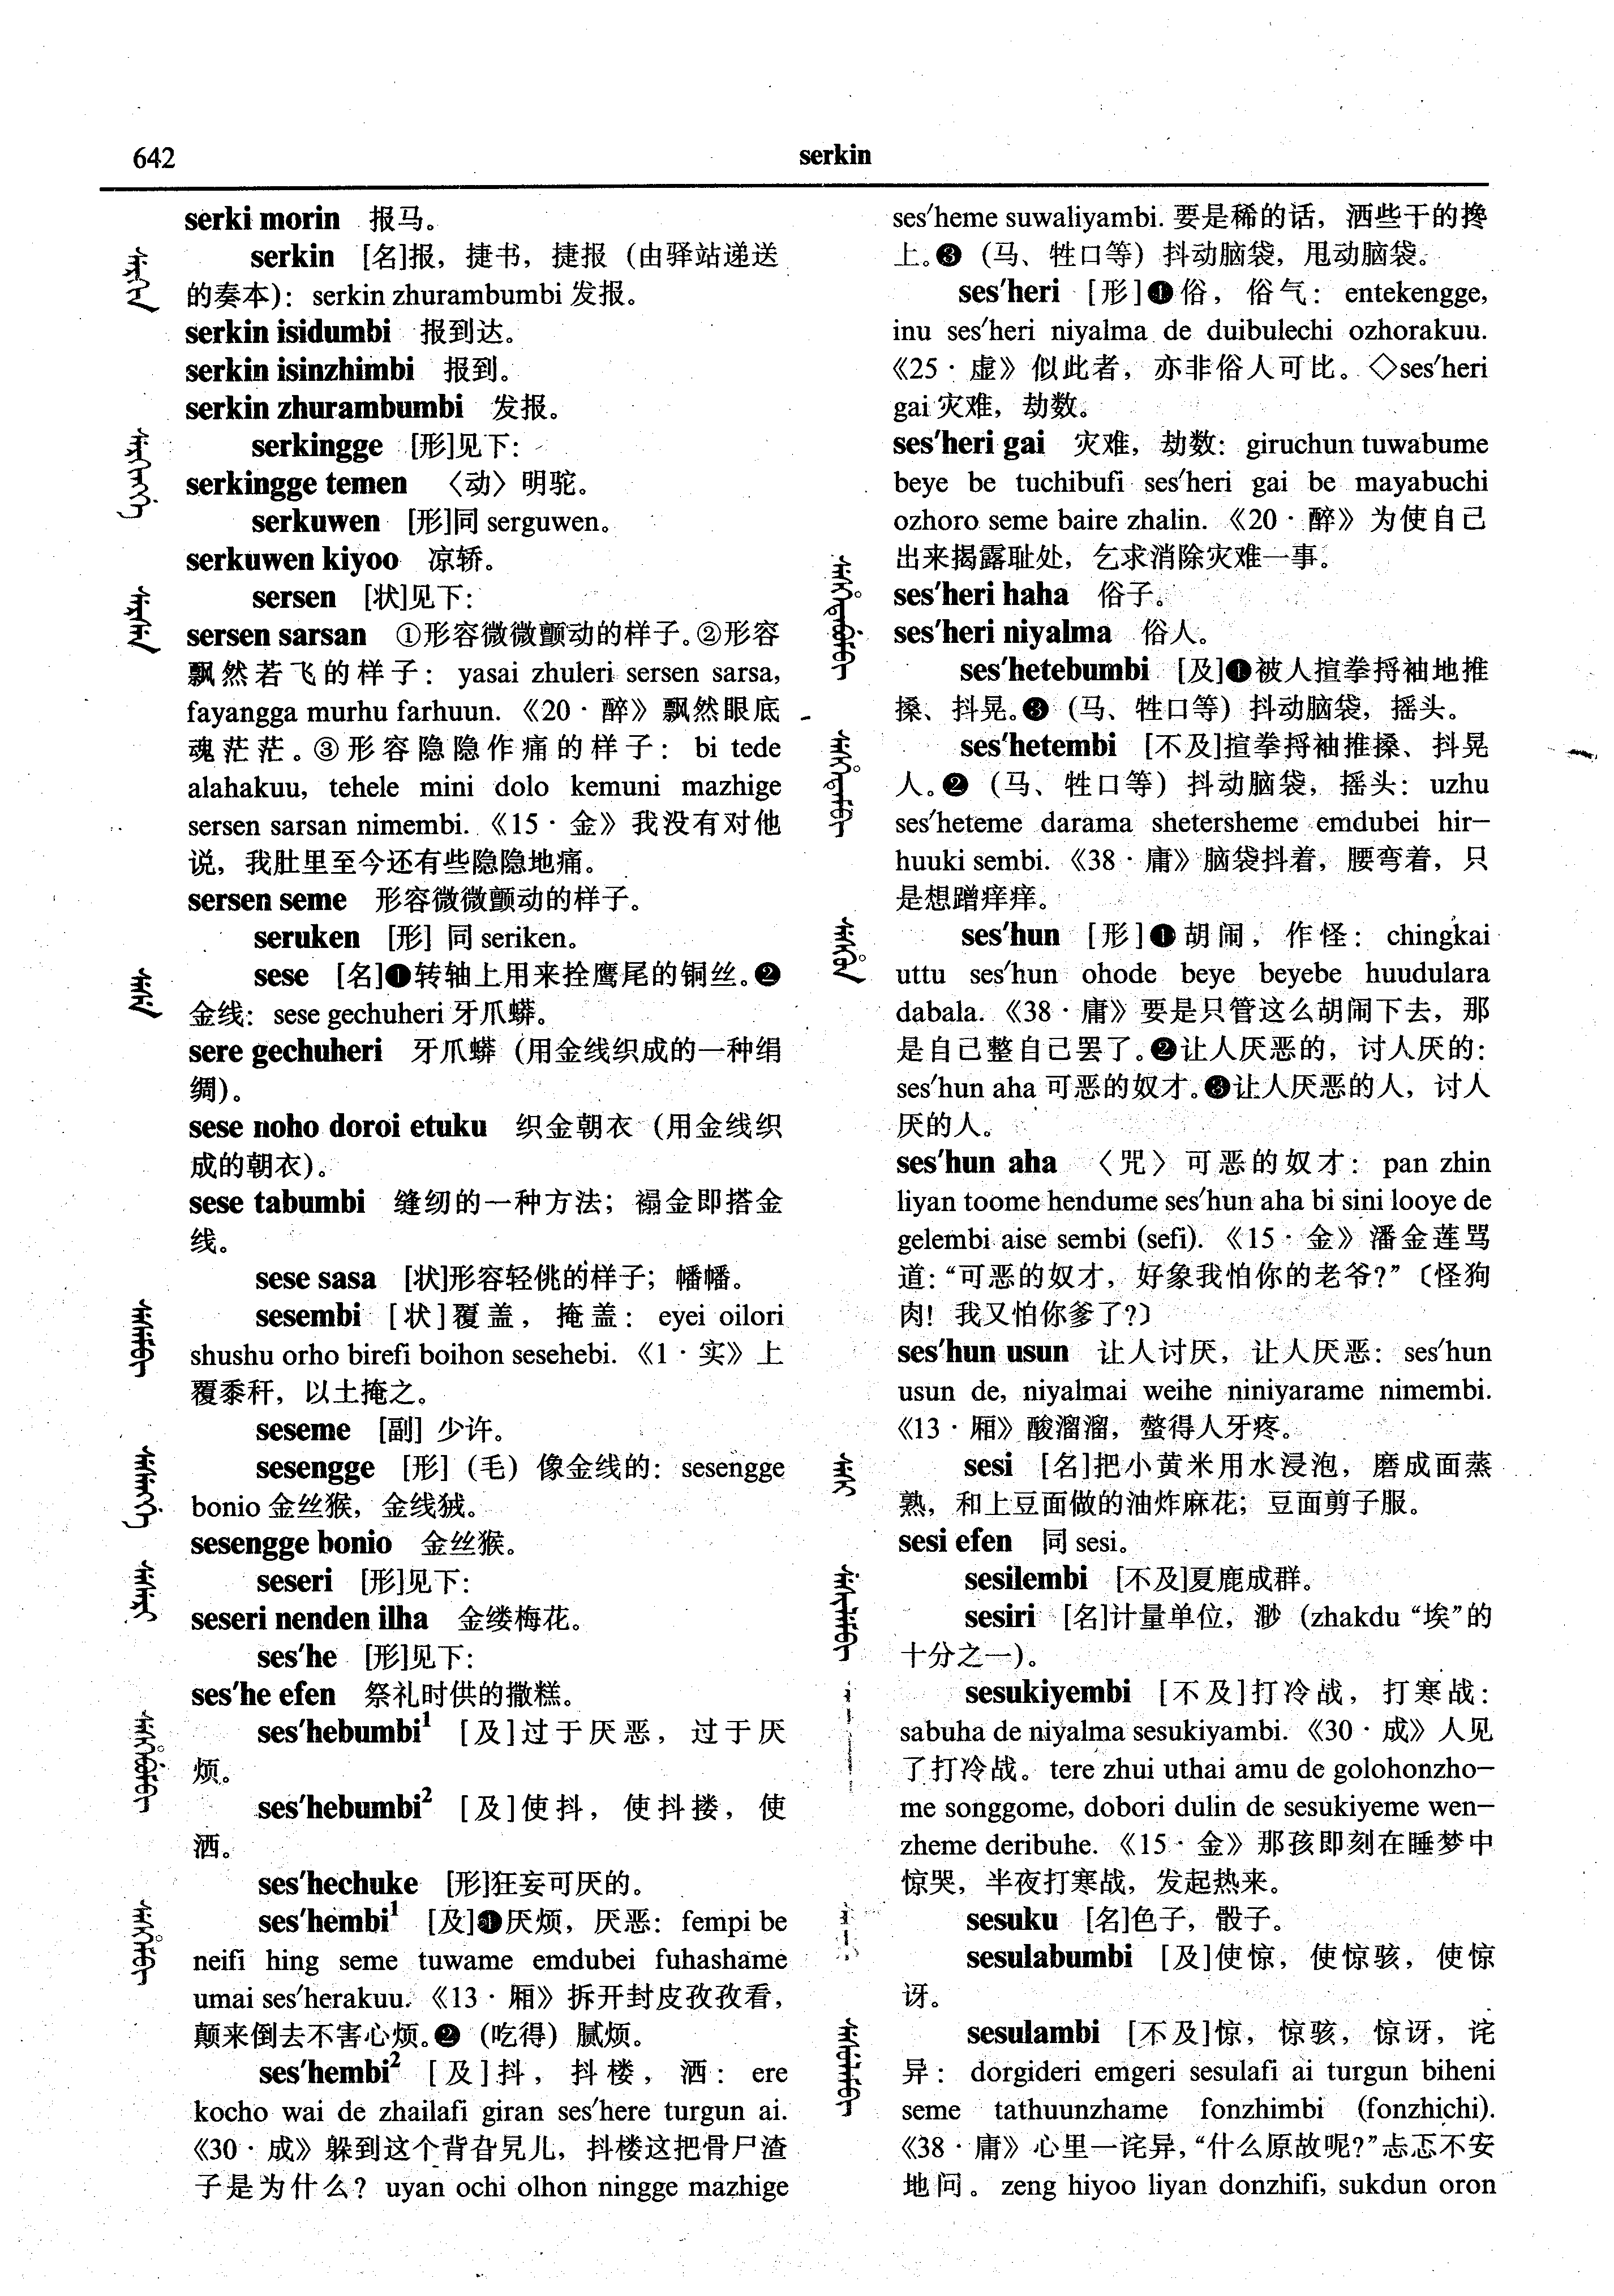 642
serkin
serki morin 报马。
serkin [名]报，捷书，捷报（由驿站递送
的奏本）：serkin zhurambumbi 发报。
serkin isidumbi 报到达。
serkin isinzhimbi 报到。
serkin zhurambumbi 发报。
serkingge [形]见下：
serkingge temen 〈动〉明驼。
serkuwen [形]同 serguwen。
serkuwen kiyoo 凉轿。
sersen [状]见下：
sersen sarsan ①形容微微颤动的样子。②形容
飘然若飞的样子：yasai zhuleri sersen sarsa,
fayangga murhu farhuun.《20·醉》飘然眼底
魂茫茫。③形容隐隐作痛的样子：bi tede
alahakuu, tehele mini dolo kemuni mazhige
sersen sarsan nimembi.《15·金》我没有对他
说，我肚里至今还有些隐隐地痛。
sersen seme 形容微微颤动的样子。
seruken [形] 同 seriken。
sese [名]❶转轴上用来拴鹰尾的铜丝。❷
金线：sese gechuheri 牙爪蟒。
sere gechuheri 牙爪蟒（用金线织成的一种绢
绸）。
sese noho doroi etuku 织金朝衣（用金线织
成的朝衣）。
sese tabumbi 缝纫的一种方法；褟金即搭金
线。
sese sasa [状]形容轻佻的样子；幡幡。
sesembi [状]覆盖，掩盖：eyei oilori
shushu orho birefi boihon sesehebi.《1·实》上
覆黍秆，以土掩之。
seseme [副] 少许。
sesengge [形]（毛）像金线的：sesengge
bonio 金丝猴，金线狨。
sesengge bonio 金丝猴。
seseri [形]见下：
seseri nenden ilha 金缕梅花。
ses′he [形]见下：
ses′he efen 祭礼时供的撒糕。
ses′hebumbi¹ [及]过于厌恶，过于厌
烦。
ses′hebumbi² [及]使抖，使抖搂，使
洒。
ses′hechuke [形]狂妄可厌的。
ses′hembi¹ [及]❶厌烦，厌恶：fempi be
neifi hing seme tuwame emdubei fuhashame
umai ses′herakuu.《13·厢》拆开封皮孜孜看，
颠来倒去不害心烦。❷（吃得）腻烦。
ses′hembi² [及]抖，抖楼，洒：ere
kocho wai de zhailafi giran ses′here turgun ai.
《30·成》躲到这个背旮旯儿，抖楼这把骨尸渣
子是为什么？uyan ochi olhon ningge mazhige
ses′heme suwaliyambi. 要是稀的话，洒些干的搀
上。❸（马、牲口等）抖动脑袋，甩动脑袋。
ses′heri [形]❶俗，俗气：entekengge,
inu ses′heri niyalma de duibulechi ozhorakuu.
《25·虚》似此者，亦非俗人可比。◇ses′heri
gai 灾难，劫数。
ses′heri gai 灾难，劫数：giruchun tuwabume
beye be tuchibufi ses′heri gai be mayabuchi
ozhoro seme baire zhalin.《20·醉》为使自己
出来揭露耻处，乞求消除灾难一事。
ses′heri haha 俗子。
ses′heri niyalma 俗人。
ses′hetebumbi [及]❶被人揎拳捋袖地推
搡、抖晃。❸（马、牲口等）抖动脑袋，摇头。
ses′hetembi [不及]揎拳捋袖推搡、抖晃
人。❷（马、牲口等）抖动脑袋，摇头：uzhu
ses′heteme darama shetersheme emdubei hir–
huuki sembi.《38·庸》脑袋抖着，腰弯着，只
是想蹭痒痒。
ses′hun [形]❶胡闹，作怪：chingkai
uttu ses′hun ohode beye beyebe huudulara
dabala.《38·庸》要是只管这么胡闹下去，那
是自己整自己罢了。❷让人厌恶的，讨人厌的：
ses′hun aha 可恶的奴才。❸让人厌恶的人，讨人
厌的人。
ses′hun aha 〈咒〉可恶的奴才：pan zhin
liyan toome hendume ses′hun aha bi sini looye de
gelembi aise sembi (sefi).《15·金》潘金莲骂
道：“可恶的奴才，好象我怕你的老爷？”〔怪狗
肉！我又怕你爹了？〕
ses′hun usun 让人讨厌，让人厌恶：ses′hun
usun de, niyalmai weihe niniyarame nimembi.
《13·厢》酸溜溜，螫得人牙疼。
sesi [名]把小黄米用水浸泡，磨成面蒸
熟，和上豆面做的油炸麻花；豆面剪子服。
sesi efen 同 sesi。
sesilembi [不及]夏鹿成群。
sesiri [名]计量单位，渺（zhakdu “埃”的
十分之一）。
sesukiyembi [不及]打冷战，打寒战：
sabuha de niyalma sesukiyambi.《30·成》人见
了打冷战。tere zhui uthai amu de golohonzho–
me songgome, dobori dulin de sesukiyeme wen–
zheme deribuhe.《15·金》那孩即刻在睡梦中
惊哭，半夜打寒战，发起热来。
sesuku [名]色子，骰子。
sesulabumbi [及]使惊，使惊骇，使惊
讶。
sesulambi [不及]惊，惊骇，惊讶，诧
异：dorgideri emgeri sesulafi ai turgun biheni
seme tathuunzhame fonzhimbi (fonzhichi).
《38·庸》心里一诧异，“什么原故呢？”忐忑不安
地问。zeng hiyoo liyan donzhifi, sukdun oron